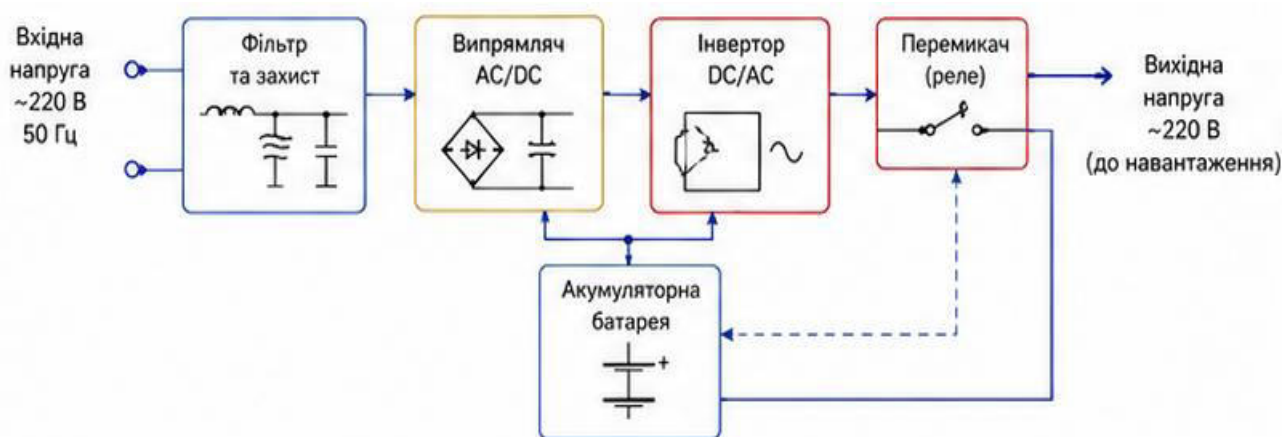 Вхідна
напруга
~220 В
50 Гц
Фільтр
та захист
Випрямляч
AC/DC
Інвертор
DC/AC
Перемикач
(реле)
Вихідна
напруга
~220 В
(до навантаження)
Акумуляторна
батарея
+